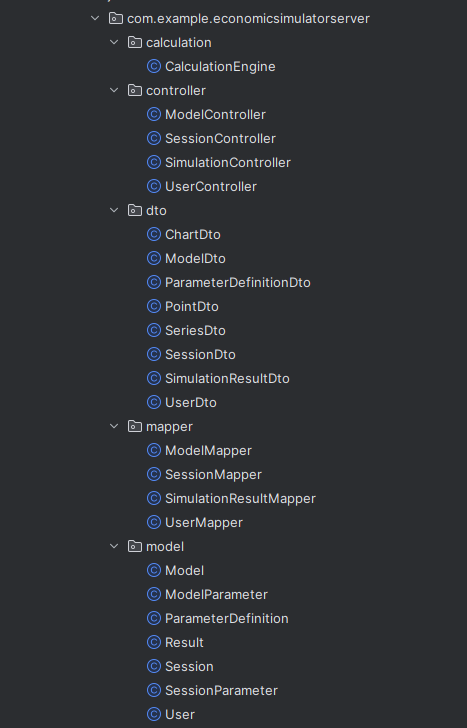 com.example.economicsimulatorserver
calculation
CalculationEngine
controller
ModelController
SessionController
SimulationController
UserController
dto
ChartDto
ModelDto
ParameterDefinitionDto
PointDto
SeriesDto
SessionDto
SimulationResultDto
UserDto
mapper
ModelMapper
SessionMapper
SimulationResultMapper
UserMapper
model
Model
ModelParameter
ParameterDefinition
Result
Session
SessionParameter
User